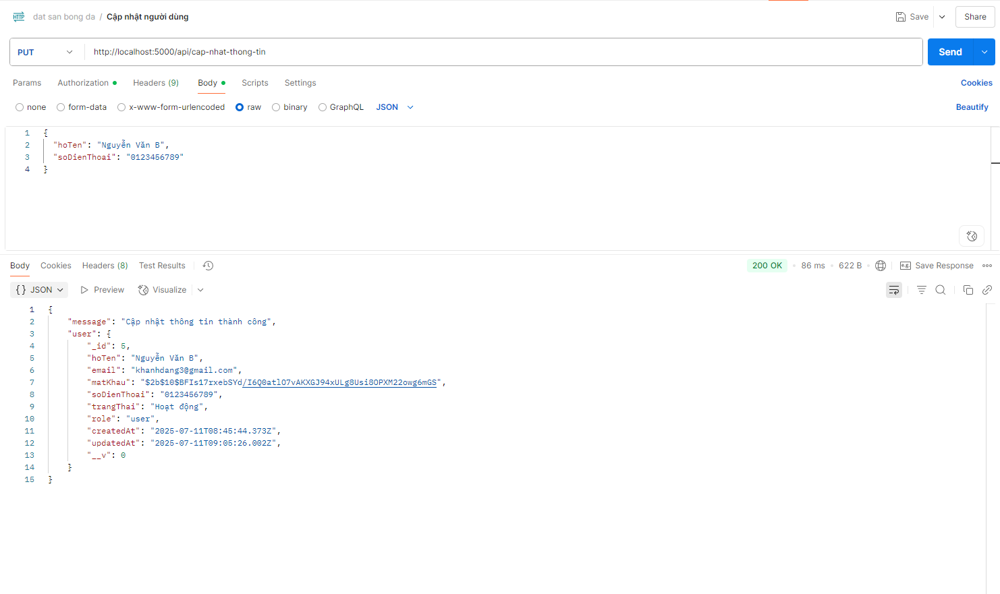 HTTP dat san bong da / Cập nhật người dùng Save Share
PUT http://localhost:5000/api/cap-nhat-thong-tin Send
Params Authorization Headers (9) Body Scripts Settings Cookies
none form-data x-www-form-urlencoded raw binary GraphQL JSON Beautify
1 {
2 "hoTen": "Nguyễn Văn B",
3 "soDienThoai": "0123456789"
4 }
Body Cookies Headers (8) Test Results 200 OK • 86 ms • 622 B • e.g. Save Response
{} JSON Preview Visualize
1 {
2 "message": "Cập nhật thông tin thành công",
3 "user": {
4 "_id": 5,
5 "hoTen": "Nguyễn Văn B",
6 "email": "khanhdang3@gmail.com",
7 "matKhau": "$2b$10$BFIs17rxebSYd/I6Q0atlO7vAKXGJ94xULg8Usi8OPXM22owg6mGS",
8 "soDienThoai": "0123456789",
9 "trangThai": "Hoạt động",
10 "role": "user",
11 "createdAt": "2025-07-11T08:45:44.373Z",
12 "updatedAt": "2025-07-11T09:05:26.002Z",
13 "__v": 0
14 }
15 }